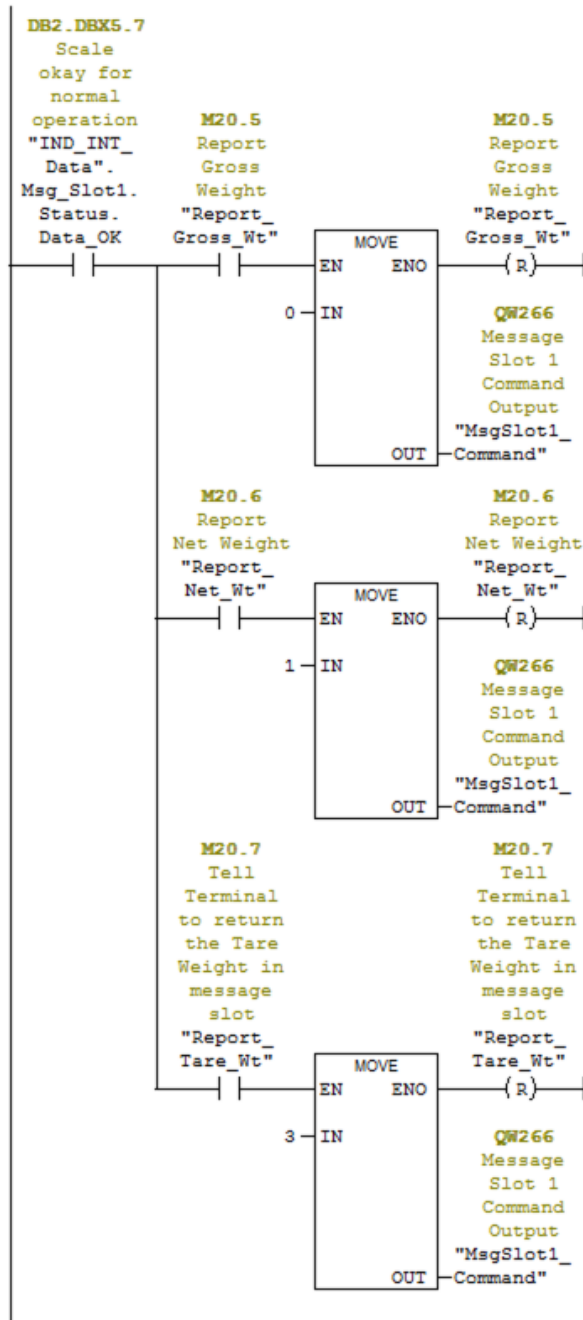 DB2.DBX5.7
Scale
okay for
normal
operation
"IND_INT_
Data".
Msg_Slot1.
Status.
Data_OK
M20.5
Report
Gross
Weight
"Report_
Gross_Wt"
MOVE
EN ENO
0 IN
OUT
M20.5
Report
Gross
Weight
"Report_
Gross_Wt"
(R)
QW266
Message
Slot 1
Command
Output
"MsgSlot1_
Command"
M20.6
Report
Net Weight
"Report_
Net_Wt"
MOVE
EN ENO
1 IN
OUT
M20.6
Report
Net Weight
"Report_
Net_Wt"
(R)
QW266
Message
Slot 1
Command
Output
"MsgSlot1_
Command"
M20.7
Tell
Terminal
to return
the Tare
Weight in
message
slot
"Report_
Tare_Wt"
MOVE
EN ENO
3 IN
OUT
M20.7
Tell
Terminal
to return
the Tare
Weight in
message
slot
"Report_
Tare_Wt"
(R)
QW266
Message
Slot 1
Command
Output
"MsgSlot1_
Command"